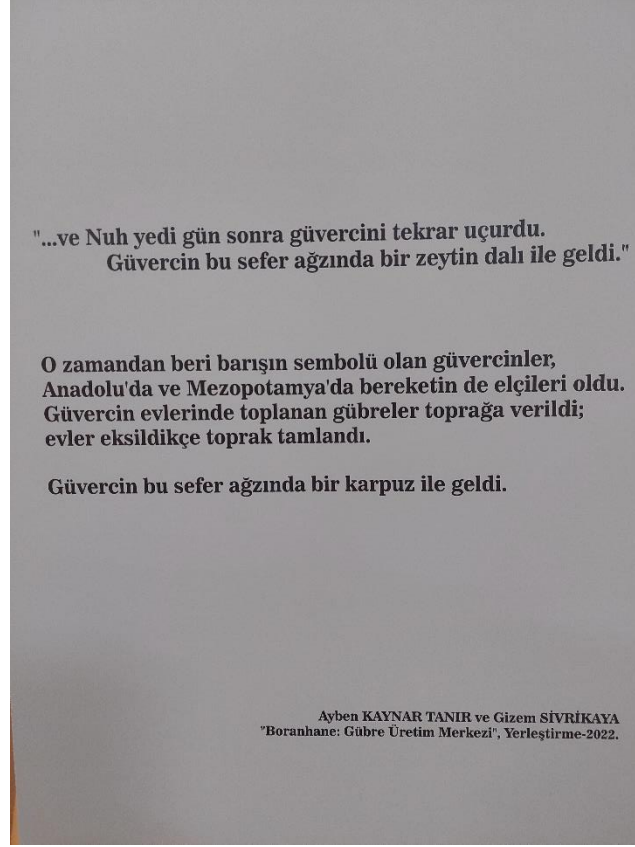 "...ve Nuh yedi gün sonra güvercini tekrar uçurdu.
Güvercin bu sefer ağzında bir zeytin dalı ile geldi."
O zamandan beri barışın sembolü olan güvercinler,
Anadolu'da ve Mezopotamya'da bereketin de elçileri oldu.
Güvercin evlerinde toplanan gübreler toprağa verildi;
evler eksildikçe toprak tamlandı.
Güvercin bu sefer ağzında bir karpuz ile geldi.
Ayben KAYNAR TANIR ve Gizem SİVRİKAYA
"Boranhane: Gübre Üretim Merkezi", Yerleştirme-2022.